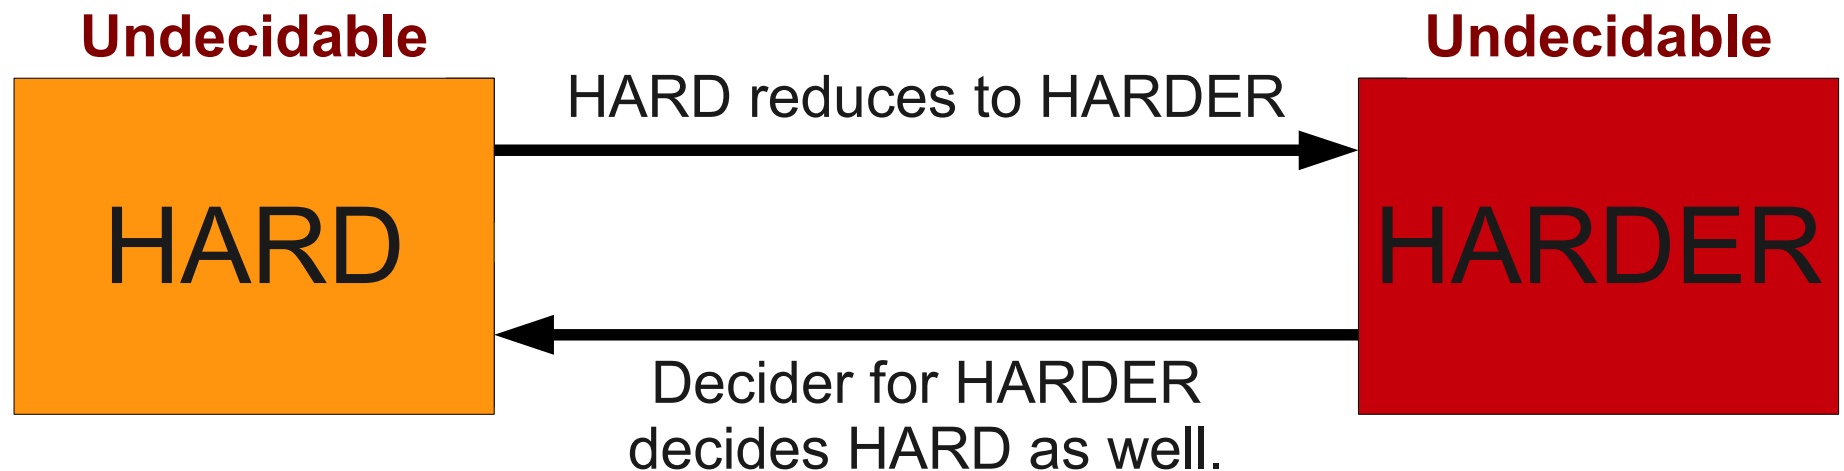 Undecidable
Undecidable
HARD reduces to HARDER
HARD
HARDER
Decider for HARDER
decides HARD as well.